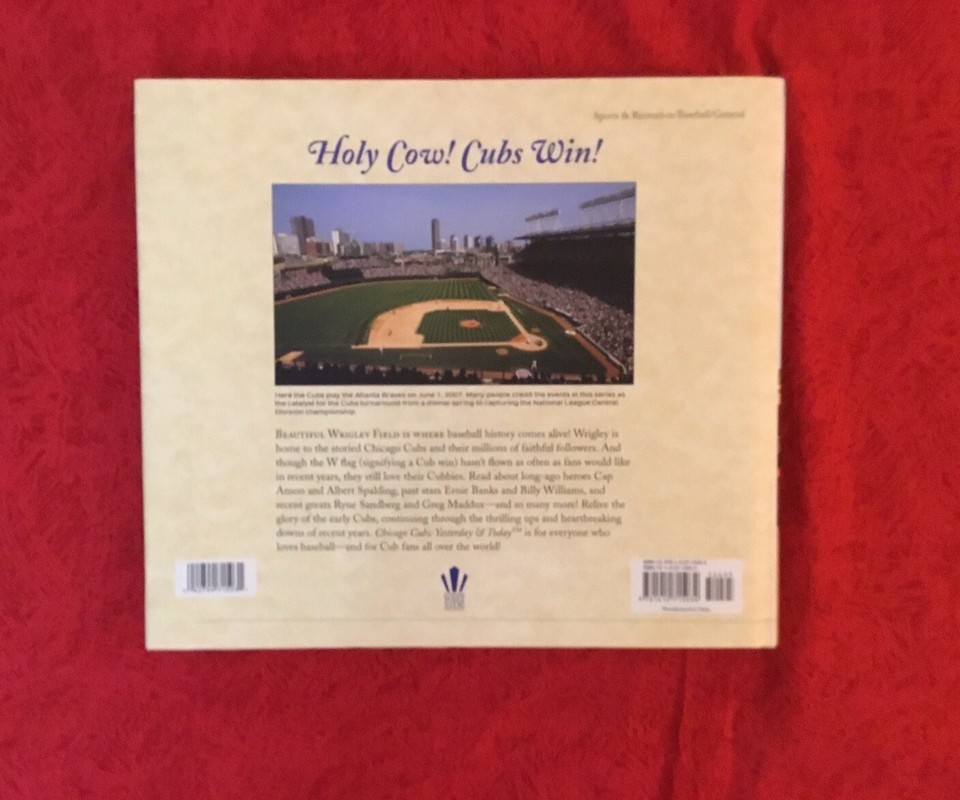 Sports & Recreation/Baseball/General
Holy Cow! Cubs Win!
Here the Cubs play the Atlanta Braves on June 1, 2007. Many people credit the events in this series as
the catalyst for the Cubs turnaround from a dismal spring to capturing the National League Central
Division championship.
Beautiful Wrigley Field is where baseball history comes alive! Wrigley is
home to the storied Chicago Cubs and their millions of faithful followers. And
though the W flag (signifying a Cub win) hasn't flown as often as fans would like
in recent years, they still love their Cubbies. Read about long-ago heroes Cap
Anson and Albert Spalding, past stars Ernie Banks and Billy Williams, and
recent greats Ryne Sandberg and Greg Maddux—and so many more! Relive the
glory of the early Cubs, continuing through the thrilling ups and heartbreaking
downs of recent years. Chicago Cubs: Yesterday & Today™ is for everyone who
loves baseball—and for Cub fans all over the world!